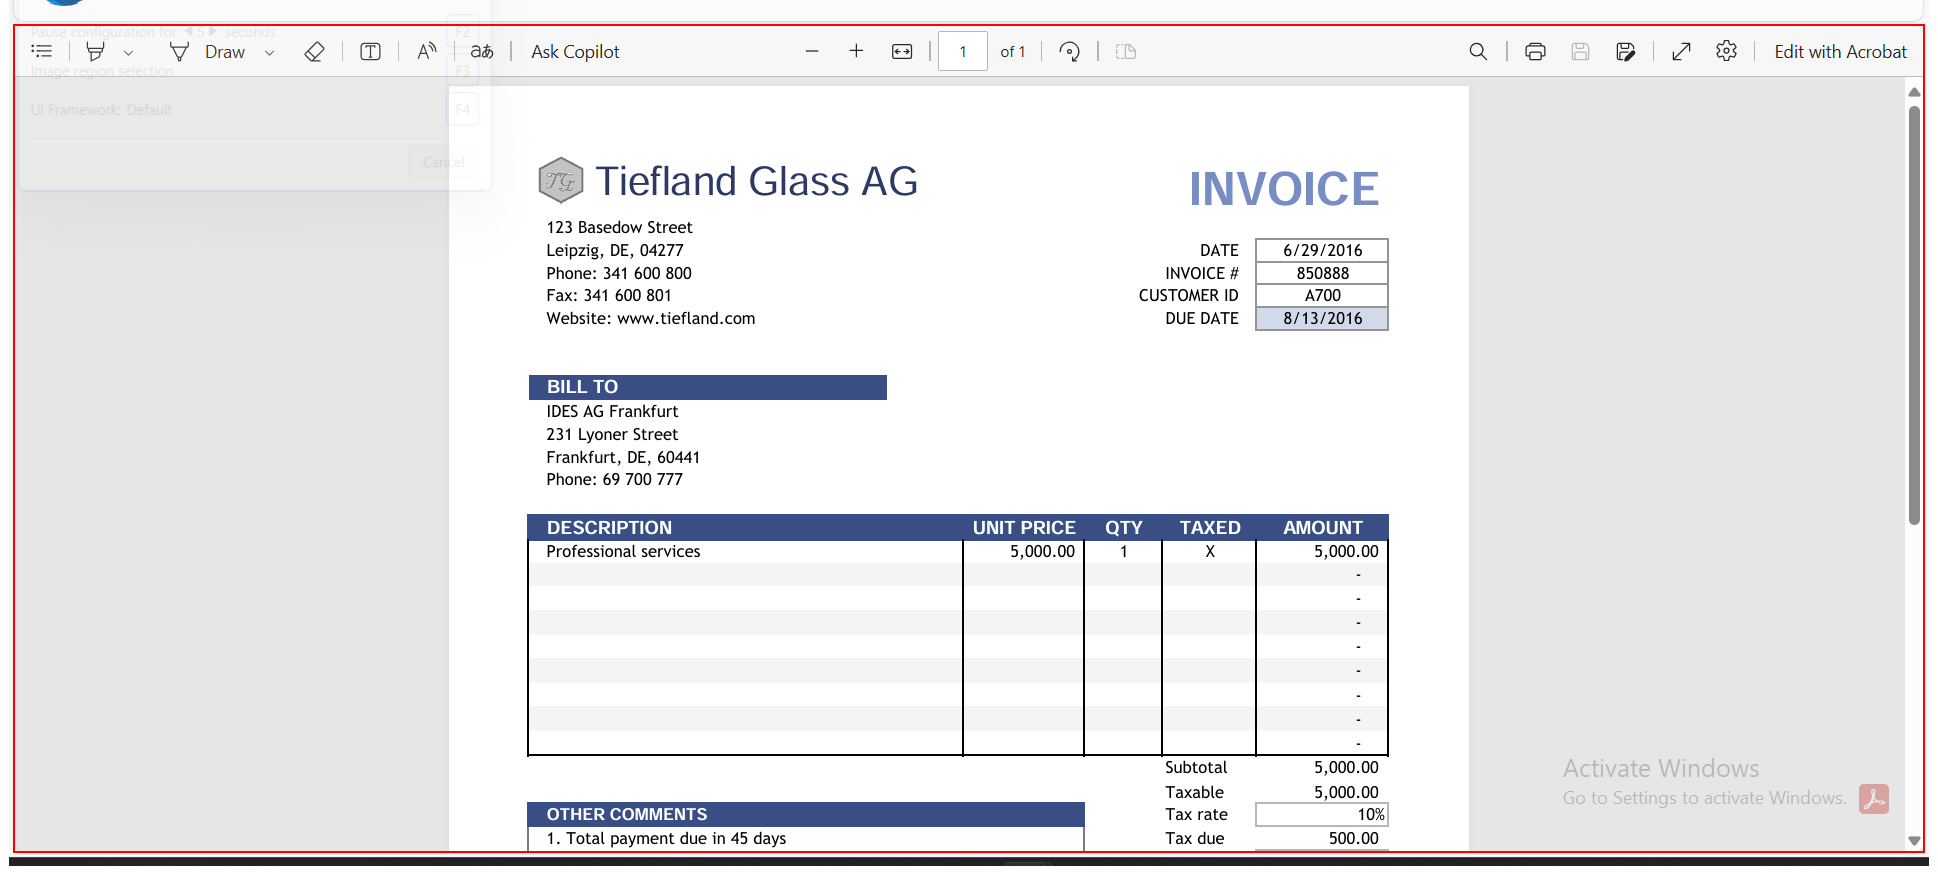 Pause configuration for 5 seconds F2
Draw
aあ
Ask Copilot
1 of 1
Edit with Acrobat
Image region selection F3
UI Framework: Default F4
Cancel
TG Tiefland Glass AG
INVOICE
123 Basedow Street
Leipzig, DE, 04277
Phone: 341 600 800
Fax: 341 600 801
Website: www.tiefland.com
DATE 6/29/2016
INVOICE # 850888
CUSTOMER ID A700
DUE DATE 8/13/2016
BILL TO
IDES AG Frankfurt
231 Lyoner Street
Frankfurt, DE, 60441
Phone: 69 700 777
DESCRIPTION UNIT PRICE QTY TAXED AMOUNT
Professional services 5,000.00 1 X 5,000.00
-
-
-
-
-
-
-
-
Subtotal 5,000.00
Taxable 5,000.00
Tax rate 10%
Tax due 500.00
OTHER COMMENTS
1. Total payment due in 45 days
Activate Windows
Go to Settings to activate Windows.